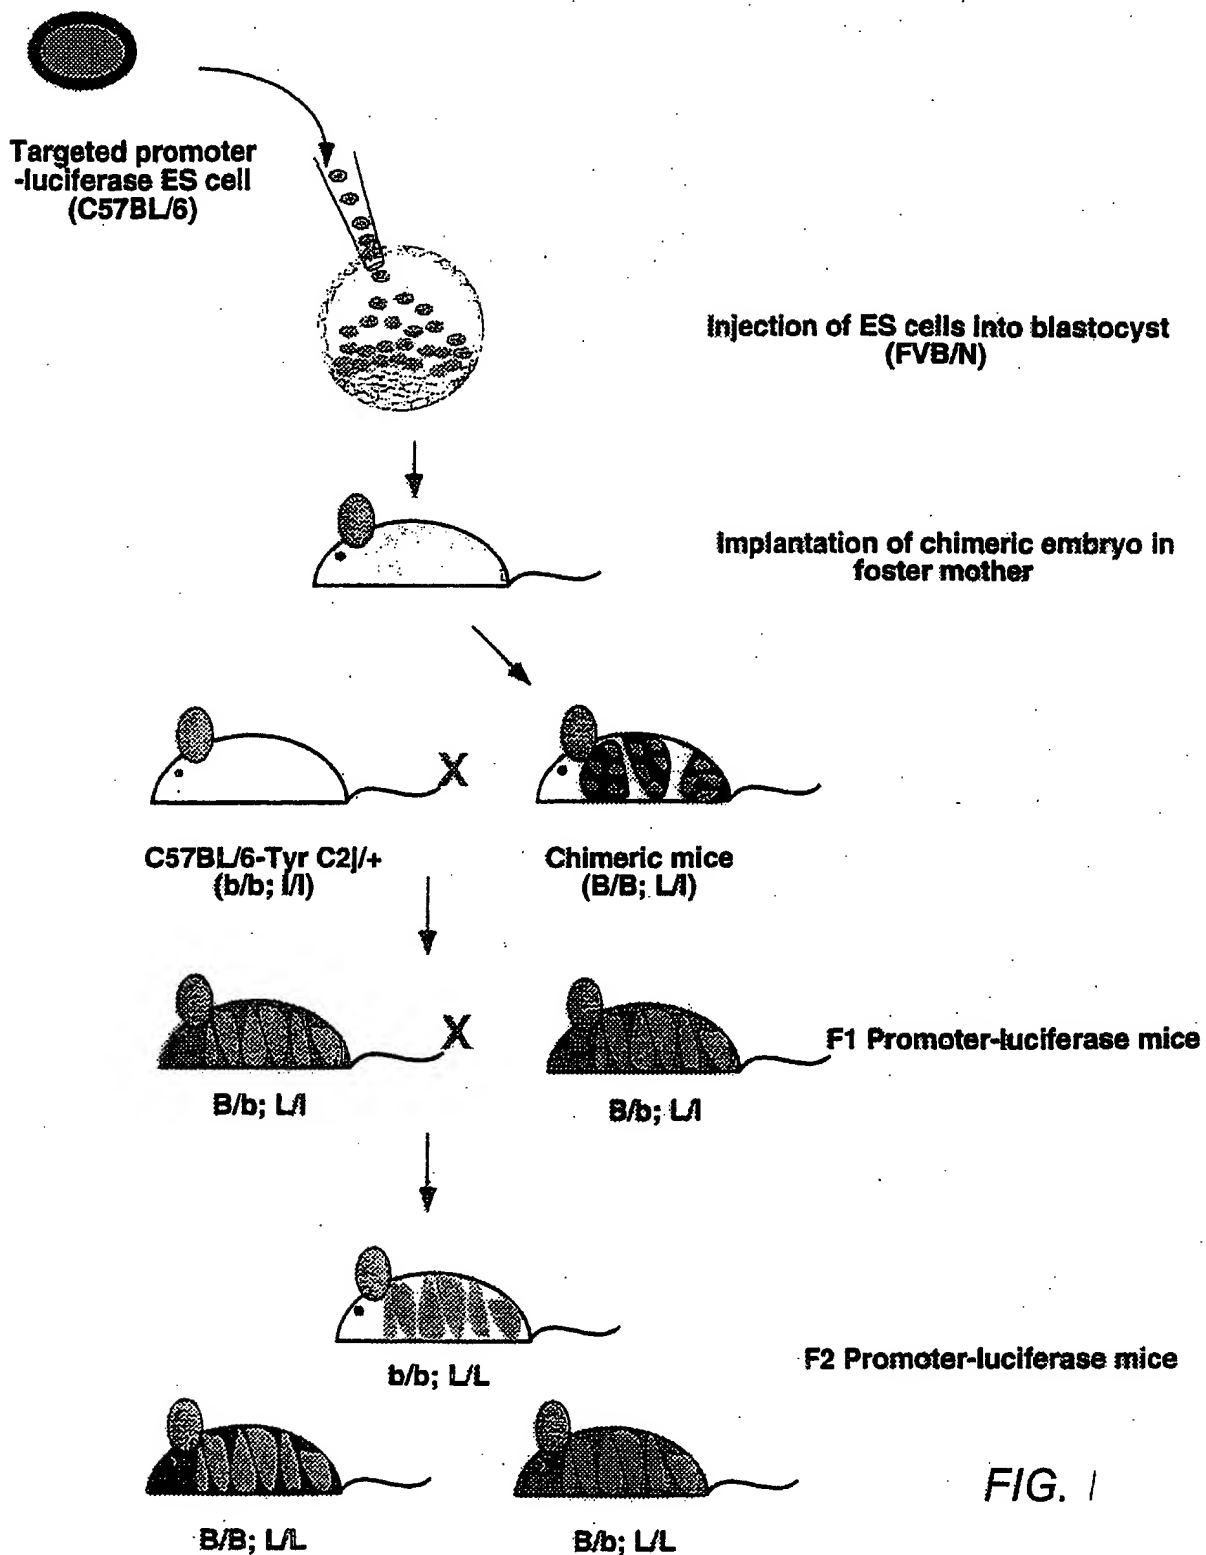 Targeted promoter
-luciferase ES cell
(C57BL/6)
Injection of ES cells into blastocyst
(FVB/N)
Implantation of chimeric embryo in
foster mother
X
C57BL/6-Tyr C2j/+
(b/b; l/l)
Chimeric mice
(B/B; L/l)
X
F1 Promoter-luciferase mice
B/b; L/l
B/b; L/l
b/b; L/L
F2 Promoter-luciferase mice
B/B; L/L
B/b; L/L
FIG. 1